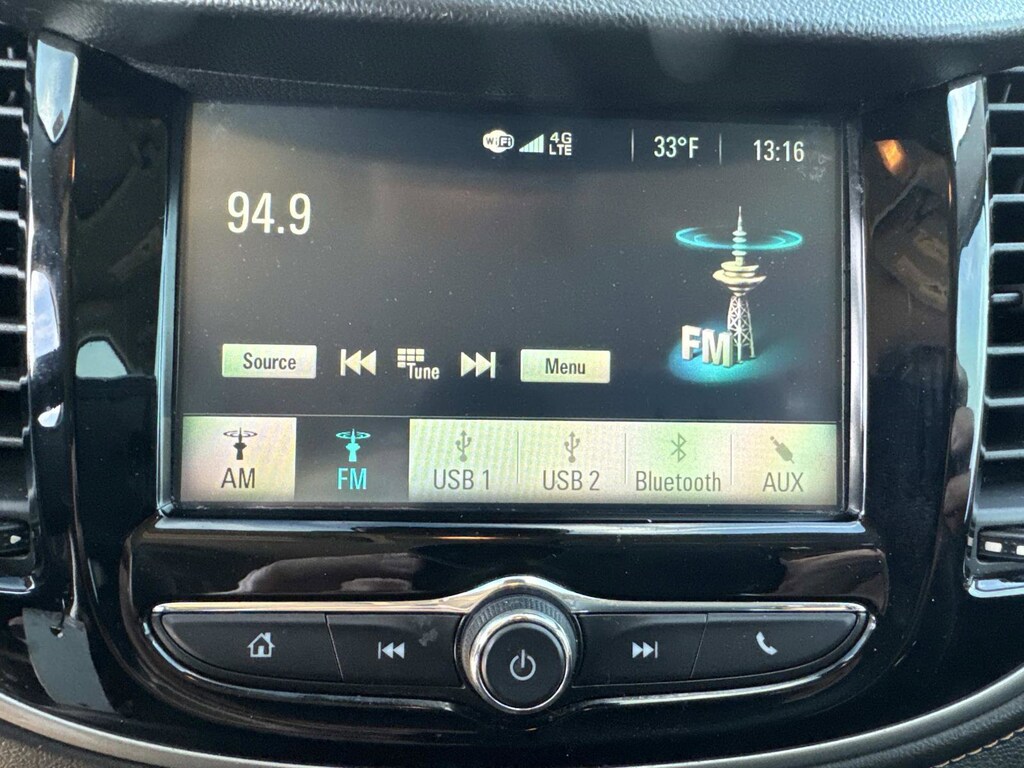 WiFi 4G LTE 33°F 13:16
94.9
FM
Source Tune Menu
AM FM USB 1 USB 2 Bluetooth AUX